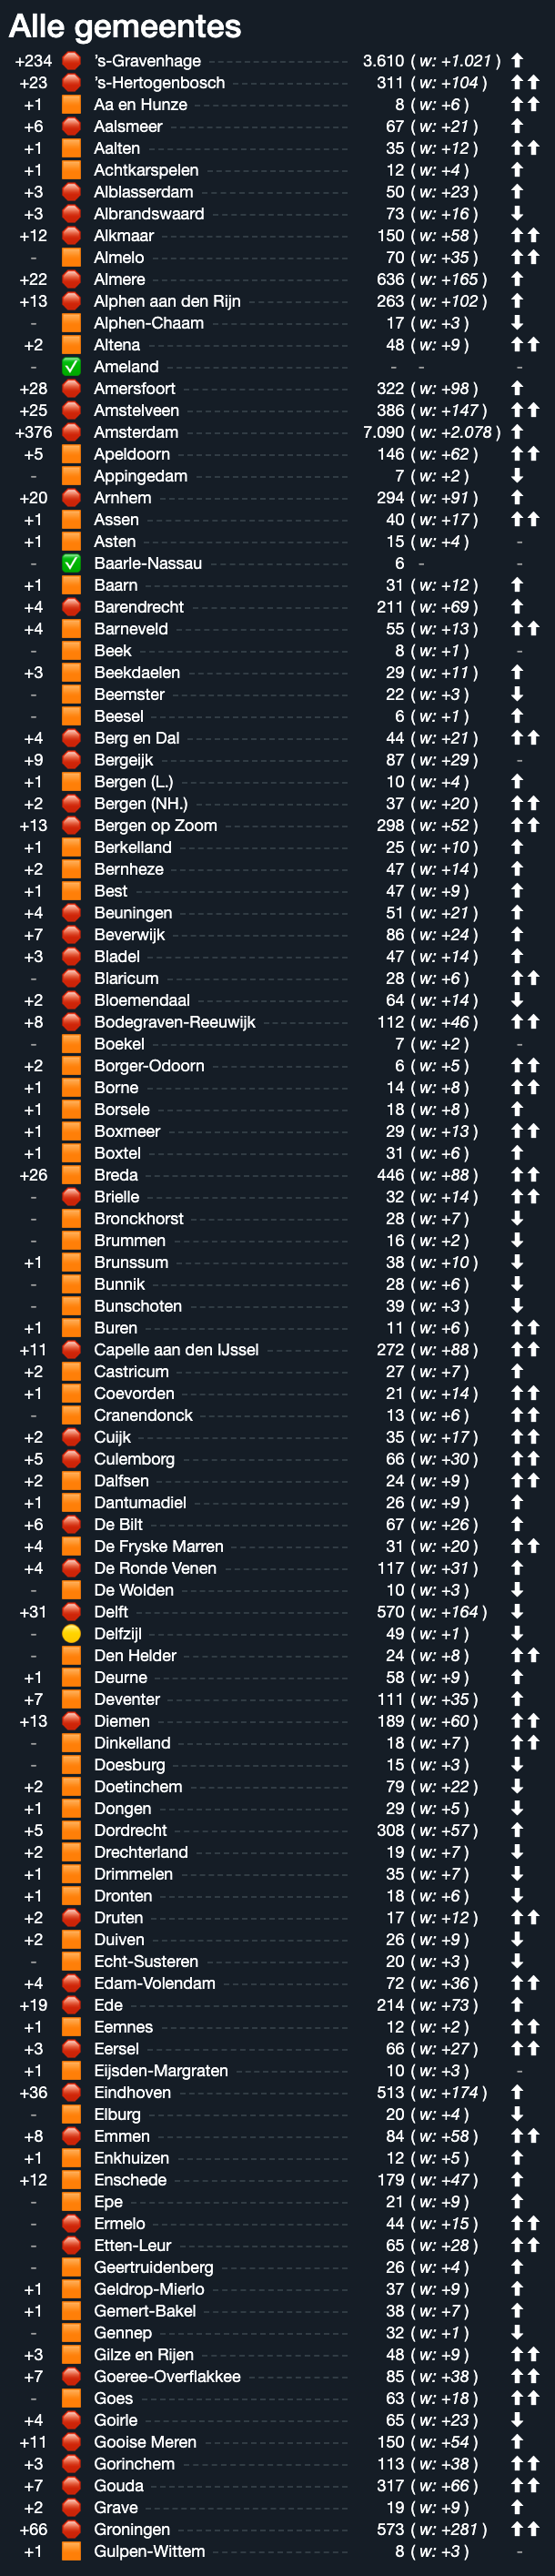 Alle gemeentes
+234 's-Gravenhage 3.610 ( w: +1.021 )
+23 's-Hertogenbosch 311 ( w: +104 )
+1 Aa en Hunze 8 ( w: +6 )
+6 Aalsmeer 67 ( w: +21 )
+1 Aalten 35 ( w: +12 )
+1 Achtkarspelen 12 ( w: +4 )
+3 Alblasserdam 50 ( w: +23 )
+3 Albrandswaard 73 ( w: +16 )
+12 Alkmaar 150 ( w: +58 )
- Almelo 70 ( w: +35 )
+22 Almere 636 ( w: +165 )
+13 Alphen aan den Rijn 263 ( w: +102 )
- Alphen-Chaam 17 ( w: +3 )
+2 Altena 48 ( w: +9 )
- Ameland - - -
+28 Amersfoort 322 ( w: +98 )
+25 Amstelveen 386 ( w: +147 )
+376 Amsterdam 7.090 ( w: +2.078 )
+5 Apeldoorn 146 ( w: +62 )
- Appingedam 7 ( w: +2 )
+20 Arnhem 294 ( w: +91 )
+1 Assen 40 ( w: +17 )
+1 Asten 15 ( w: +4 ) -
- Baarle-Nassau 6 - -
+1 Baarn 31 ( w: +12 )
+4 Barendrecht 211 ( w: +69 )
+4 Barneveld 55 ( w: +13 )
- Beek 8 ( w: +1 ) -
+3 Beekdaelen 29 ( w: +11 )
- Beemster 22 ( w: +3 )
- Beesel 6 ( w: +1 )
+4 Berg en Dal 44 ( w: +21 )
+9 Bergeijk 87 ( w: +29 ) -
+1 Bergen (L.) 10 ( w: +4 )
+2 Bergen (NH.) 37 ( w: +20 )
+13 Bergen op Zoom 298 ( w: +52 )
+1 Berkelland 25 ( w: +10 )
+2 Bernheze 47 ( w: +14 )
+1 Best 47 ( w: +9 )
+4 Beuningen 51 ( w: +21 )
+7 Beverwijk 86 ( w: +24 )
+3 Bladel 47 ( w: +14 )
- Blaricum 28 ( w: +6 )
+2 Bloemendaal 64 ( w: +14 )
+8 Bodegraven-Reeuwijk 112 ( w: +46 )
- Boekel 7 ( w: +2 ) -
+2 Borger-Odoorn 6 ( w: +5 )
+1 Borne 14 ( w: +8 )
+1 Borsele 18 ( w: +8 )
+1 Boxmeer 29 ( w: +13 )
+1 Boxtel 31 ( w: +6 )
+26 Breda 446 ( w: +88 )
- Brielle 32 ( w: +14 )
- Bronckhorst 28 ( w: +7 )
- Brummen 16 ( w: +2 )
+1 Brunssum 38 ( w: +10 )
- Bunnik 28 ( w: +6 )
- Bunschoten 39 ( w: +3 )
+1 Buren 11 ( w: +6 )
+11 Capelle aan den IJssel 272 ( w: +88 )
+2 Castricum 27 ( w: +7 )
+1 Coevorden 21 ( w: +14 )
- Cranendonck 13 ( w: +6 )
+2 Cuijk 35 ( w: +17 )
+5 Culemborg 66 ( w: +30 )
+2 Dalfsen 24 ( w: +9 )
+1 Dantumadiel 26 ( w: +9 )
+6 De Bilt 67 ( w: +26 )
+4 De Fryske Marren 31 ( w: +20 )
+4 De Ronde Venen 117 ( w: +31 )
- De Wolden 10 ( w: +3 )
+31 Delft 570 ( w: +164 )
- Delfzijl 49 ( w: +1 )
- Den Helder 24 ( w: +8 )
+1 Deurne 58 ( w: +9 )
+7 Deventer 111 ( w: +35 )
+13 Diemen 189 ( w: +60 )
- Dinkelland 18 ( w: +7 )
- Doesburg 15 ( w: +3 )
+2 Doetinchem 79 ( w: +22 )
+1 Dongen 29 ( w: +5 )
+5 Dordrecht 308 ( w: +57 )
+2 Drechterland 19 ( w: +7 )
+1 Drimmelen 35 ( w: +7 )
+1 Dronten 18 ( w: +6 )
+2 Druten 17 ( w: +12 )
+2 Duiven 26 ( w: +9 )
- Echt-Susteren 20 ( w: +3 )
+4 Edam-Volendam 72 ( w: +36 )
+19 Ede 214 ( w: +73 )
+1 Eemnes 12 ( w: +2 )
+3 Eersel 66 ( w: +27 )
+1 Eijsden-Margraten 10 ( w: +3 ) -
+36 Eindhoven 513 ( w: +174 )
- Elburg 20 ( w: +4 )
+8 Emmen 84 ( w: +58 )
+1 Enkhuizen 12 ( w: +5 )
+12 Enschede 179 ( w: +47 )
- Epe 21 ( w: +9 )
- Ermelo 44 ( w: +15 )
- Etten-Leur 65 ( w: +28 )
- Geertruidenberg 26 ( w: +4 )
+1 Geldrop-Mierlo 37 ( w: +9 )
+1 Gemert-Bakel 38 ( w: +7 )
- Gennep 32 ( w: +1 )
+3 Gilze en Rijen 48 ( w: +9 )
+7 Goeree-Overflakkee 85 ( w: +38 )
- Goes 63 ( w: +18 )
+4 Goirle 65 ( w: +23 )
+11 Gooise Meren 150 ( w: +54 )
+3 Gorinchem 113 ( w: +38 )
+7 Gouda 317 ( w: +66 )
+2 Grave 19 ( w: +9 )
+66 Groningen 573 ( w: +281 )
+1 Gulpen-Wittem 8 ( w: +3 ) -